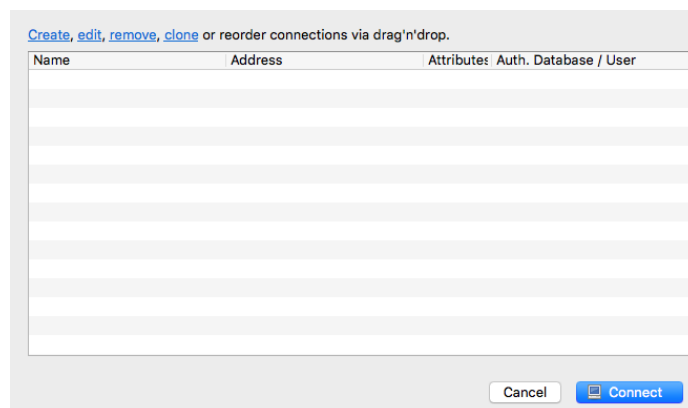 Create, edit, remove, clone or reorder connections via drag'n'drop.
Name Address Attributes Auth. Database / User
Cancel Connect